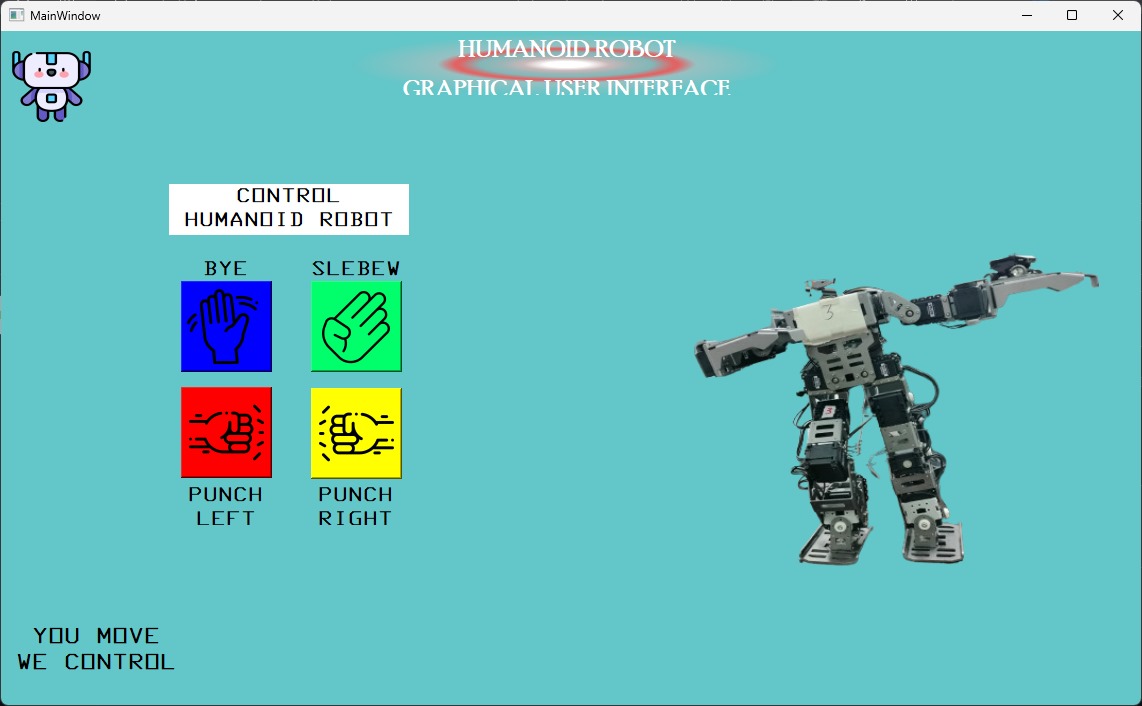 MainWindow
HUMANOID ROBOT
GRAPHICAL USER INTERFACE
CONTROL
HUMANOID ROBOT
BYE
SLEBEW
PUNCH
LEFT
PUNCH
RIGHT
3
3
YOU MOVE
WE CONTROL